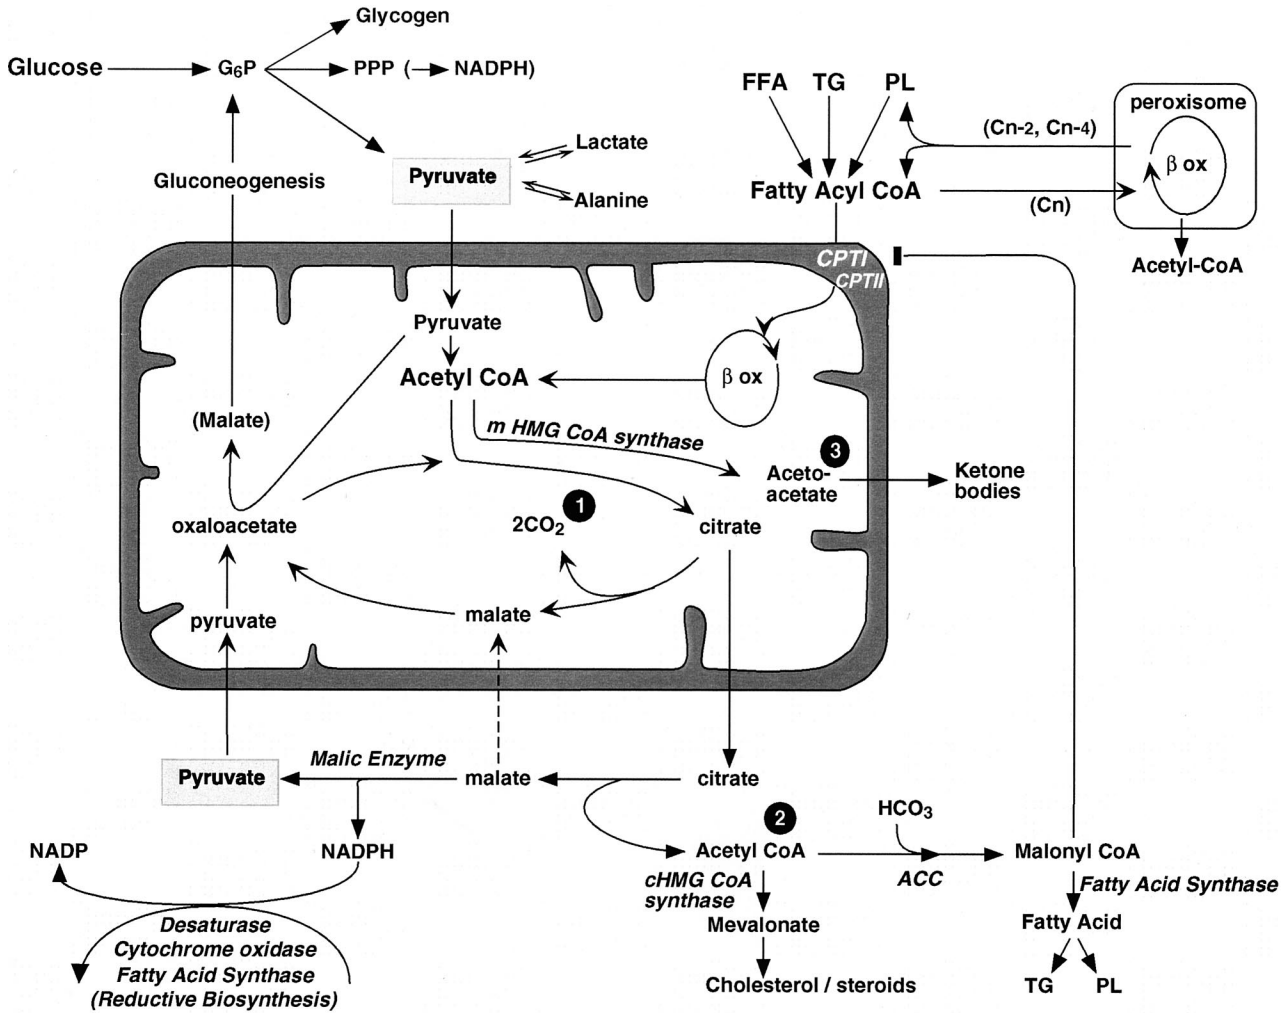 Glycogen
Glucose
G6P
PPP ( → NADPH)
FFA TG PL
peroxisome
(Cn-2, Cn-4)
β ox
Lactate
Pyruvate
Gluconeogenesis
Alanine
Fatty Acyl CoA
(Cn)
Acetyl-CoA
CPTI
CPTII
Pyruvate
Acetyl CoA
β ox
(Malate)
m HMG CoA synthase
3
Aceto-
acetate
Ketone
bodies
1
2CO2
oxaloacetate
citrate
pyruvate
malate
Malic Enzyme
Pyruvate
malate
citrate
2
HCO3
NADP
NADPH
Acetyl CoA
ACC
Malonyl CoA
cHMG CoA
synthase
Fatty Acid Synthase
Mevalonate
Fatty Acid
Desaturase
Cytochrome oxidase
Fatty Acid Synthase
(Reductive Biosynthesis)
Cholesterol / steroids
TG PL